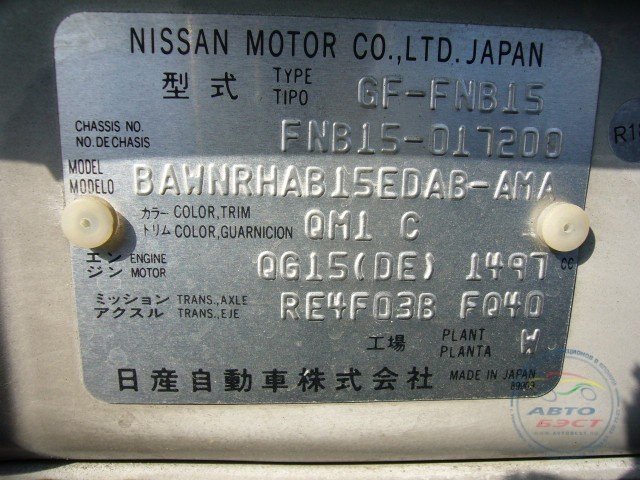 NISSAN MOTOR CO.,LTD. JAPAN
型式 TYPE TIPO GF-FNB15
CHASSIS NO. NO. DE CHASIS FNB15-017200
MODEL MODELO BAWNRHAB15EDAB-AMA
カラー COLOR, TRIM
トリム COLOR, GUARNICION QM1 C
エン ENGINE
ジン MOTOR QG15(DE) 1497 CC
ミッション TRANS., AXLE
アクスル TRANS., EJE RE4F03B FQ40
工場 PLANT PLANTA W
日産自動車株式会社 MADE IN JAPAN
АВТО
БЭСТ